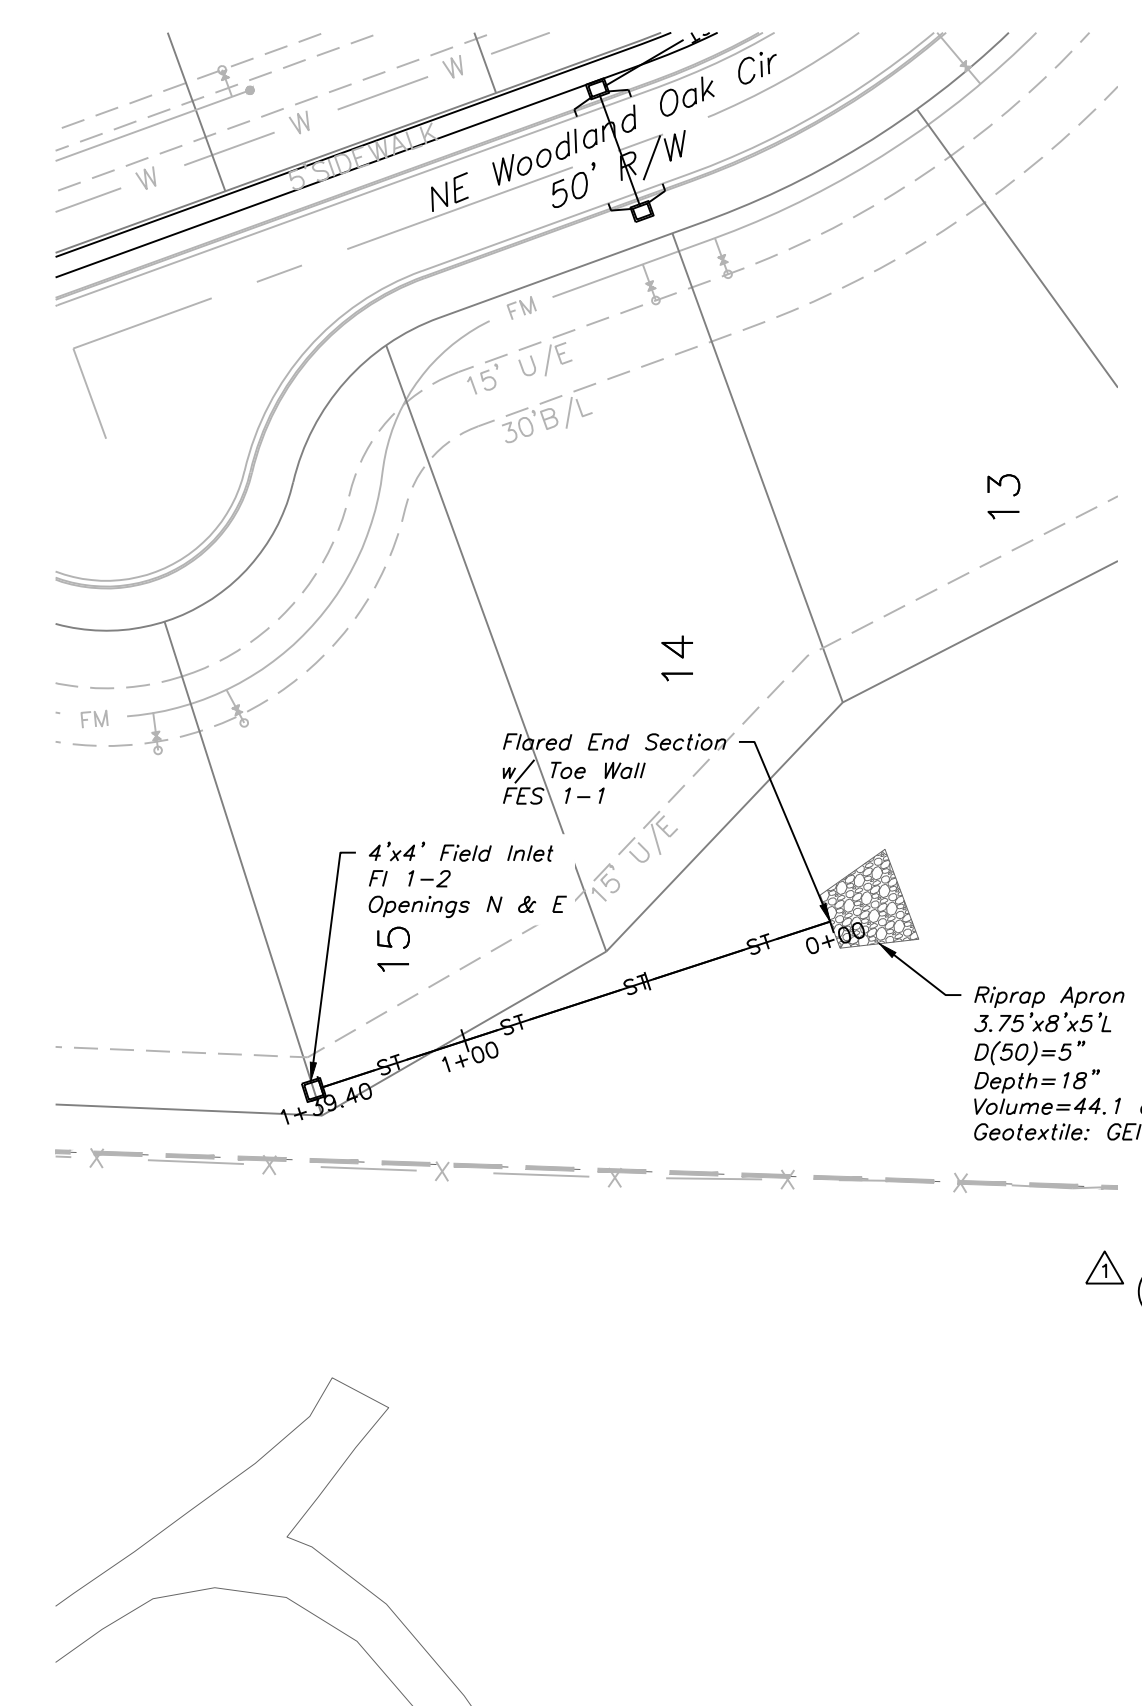 W
W
W
5'SIDEWALK
NE Woodland Oak Cir
50' R/W
FM
15' U/E
30'B/L
13
14
FM
Flared End Section
w/ Toe Wall
FES 1-1
15' U/E
4'x4' Field Inlet
FI 1-2
Openings N & E
15
ST
ST
ST
ST
0+00
1+00
1+39.40
Riprap Apron
3.75'x8'x5'L
D(50)=5"
Depth=18"
Volume=44.1
Geotextile:
X
X
X
X
X
X
1